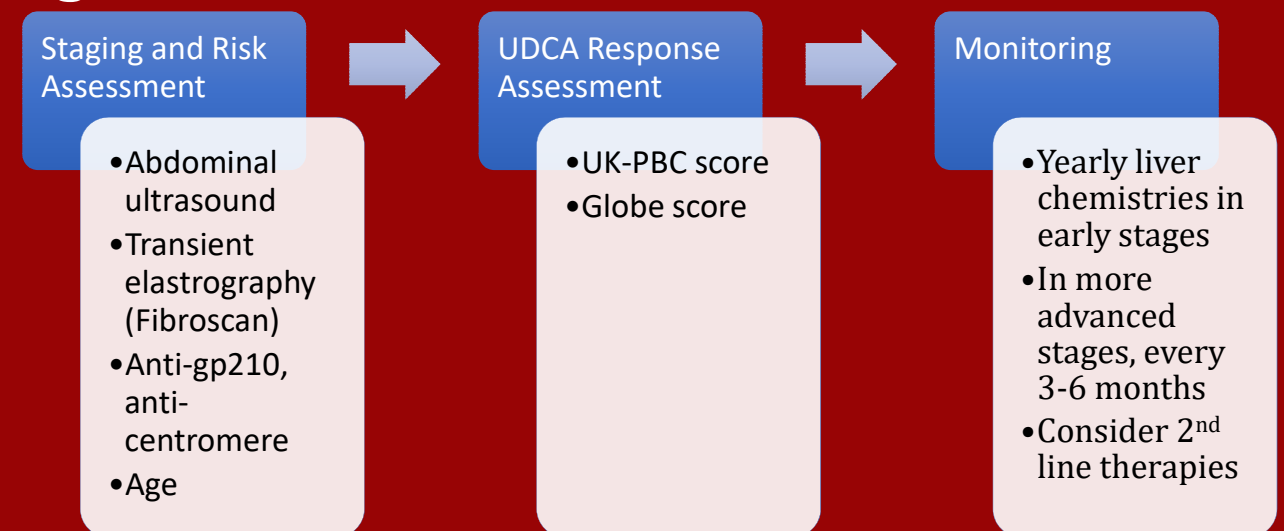 Staging and Risk
Assessment
•Abdominal
ultrasound
•Transient
elastrography
(Fibroscan)
•Anti-gp210,
anti-
centromere
•Age
UDCA Response
Assessment
•UK-PBC score
•Globe score
Monitoring
•Yearly liver
chemistries in
early stages
•In more
advanced
stages, every
3-6 months
•Consider 2nd
line therapies